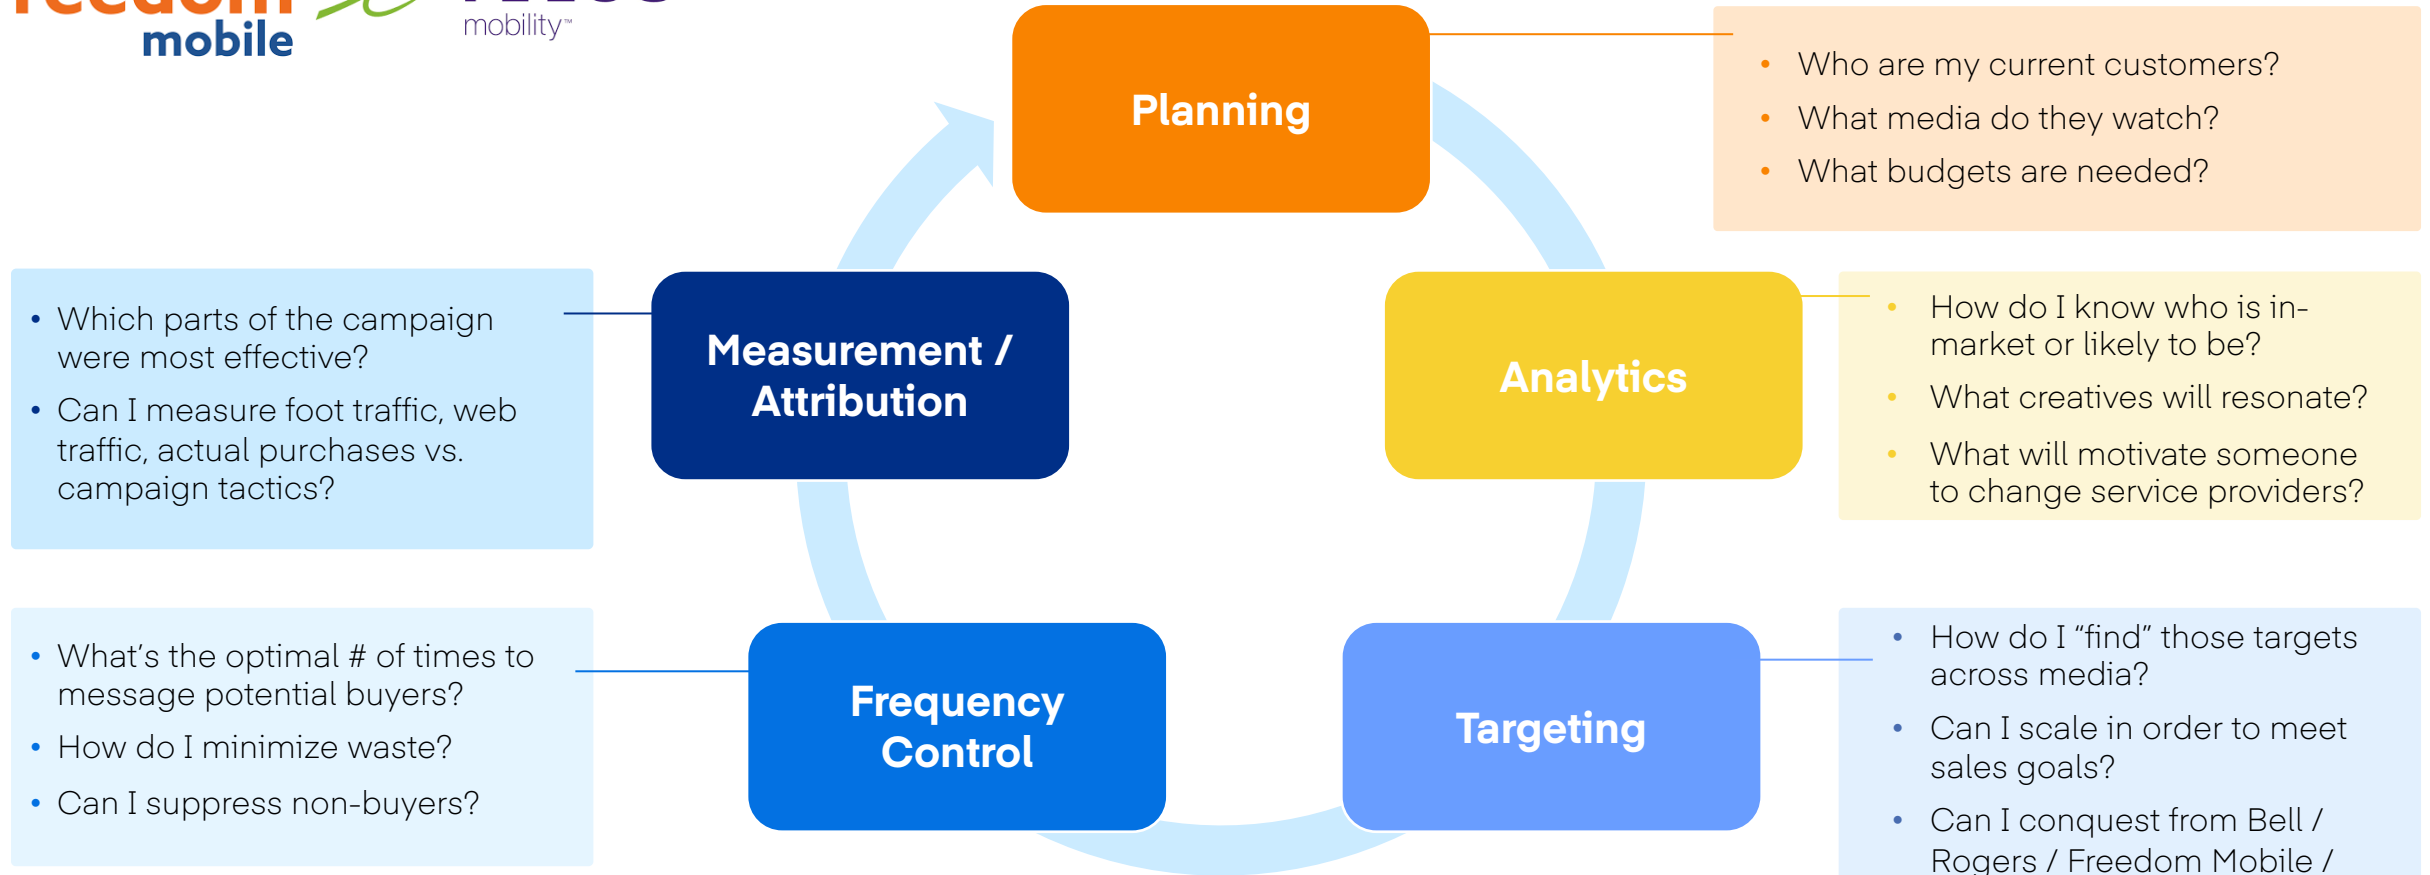 mobile
mobility™
Planning
• Who are my current customers?
• What media do they watch?
• What budgets are needed?
Analytics
• How do I know who is in-
market or likely to be?
• What creatives will resonate?
• What will motivate someone
to change service providers?
Targeting
• How do I “find” those targets
across media?
• Can I scale in order to meet
sales goals?
• Can I conquest from Bell /
Rogers / Freedom Mobile /
Frequency
Control
• What’s the optimal # of times to
message potential buyers?
• How do I minimize waste?
• Can I suppress non-buyers?
Measurement /
Attribution
• Which parts of the campaign
were most effective?
• Can I measure foot traffic, web
traffic, actual purchases vs.
campaign tactics?